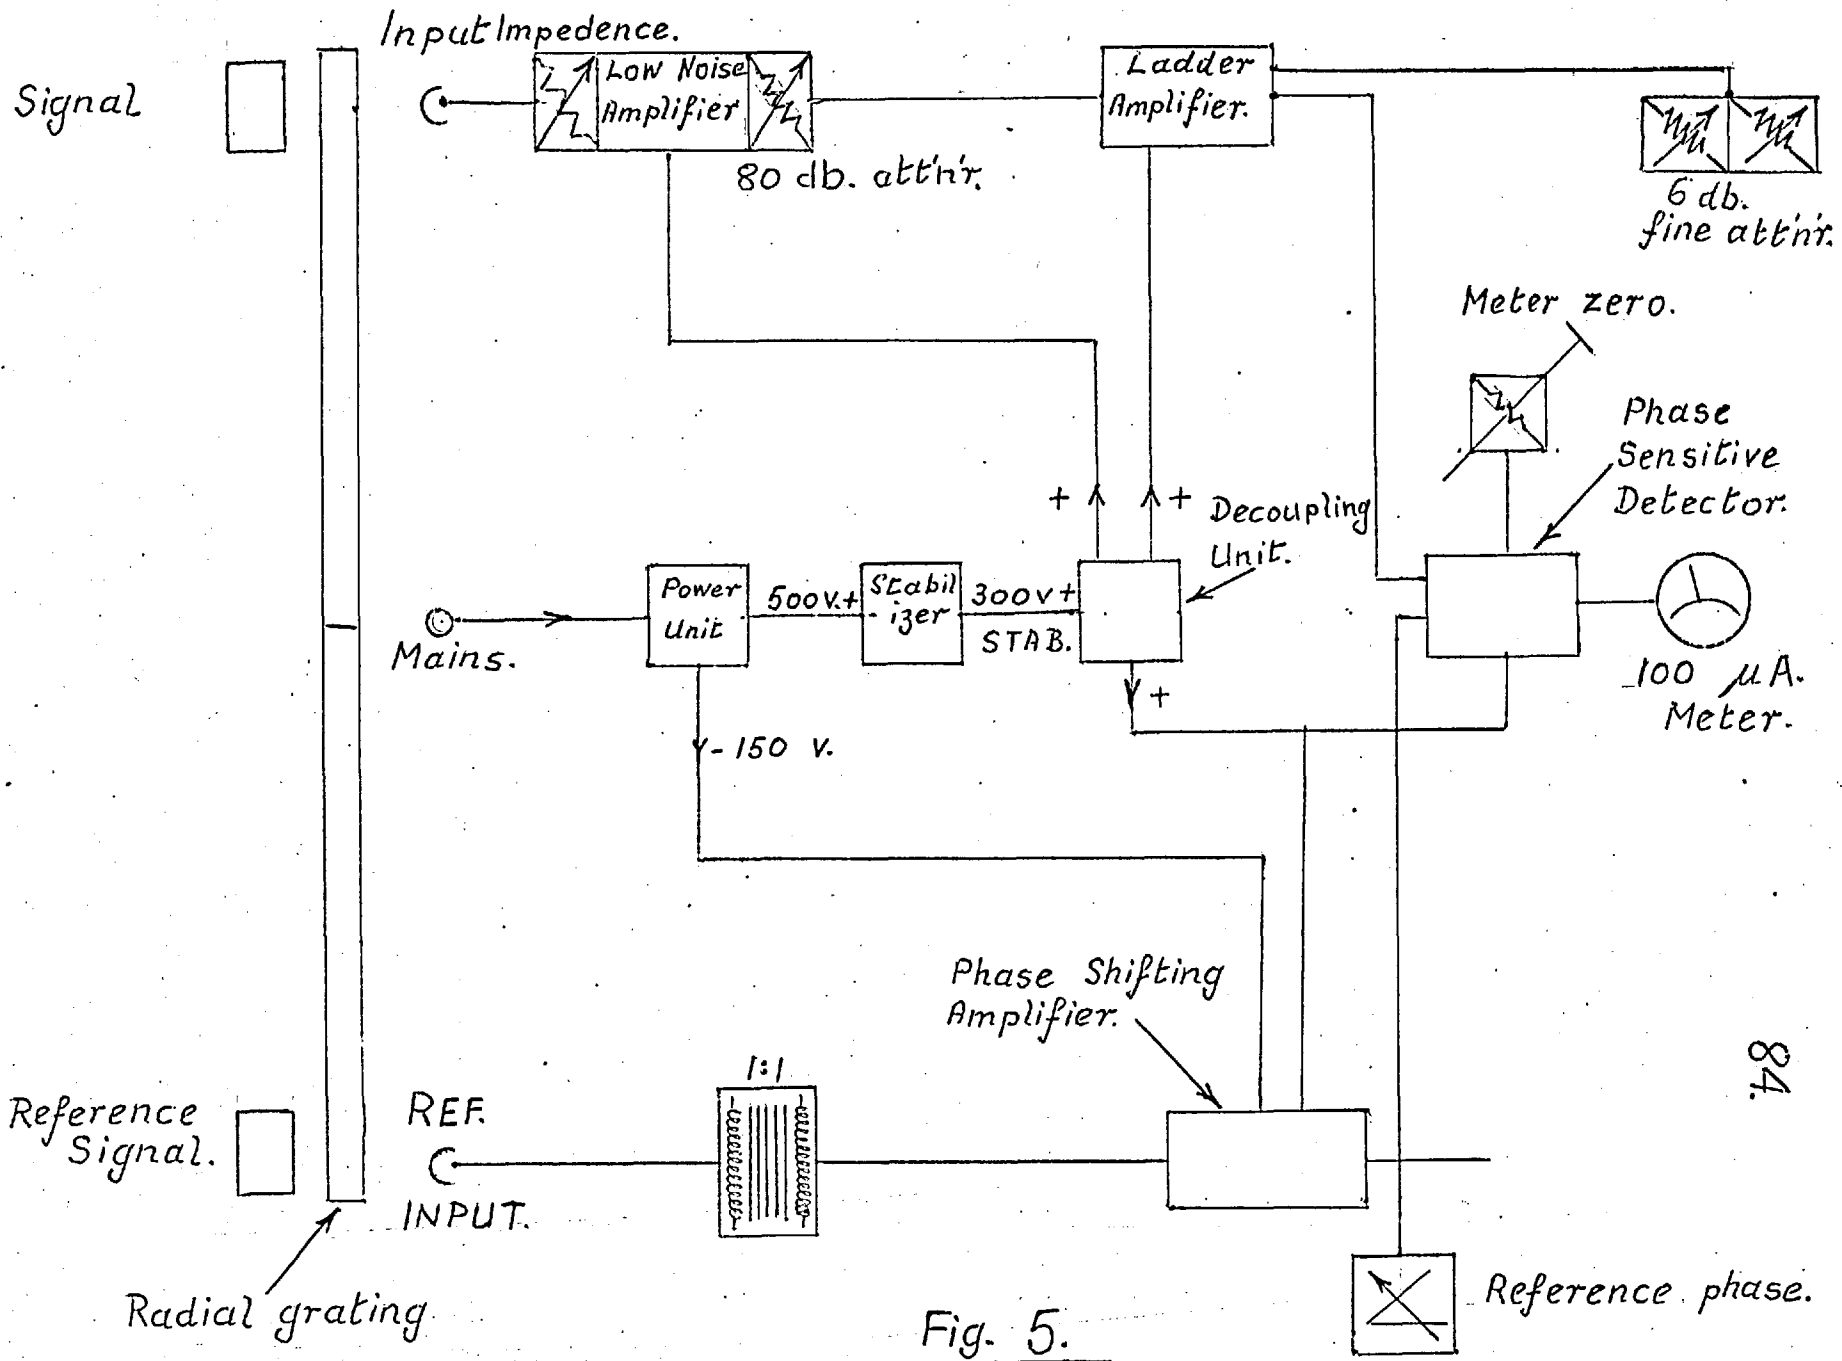 Input Impedence.
Signal
Low Noise
Amplifier
80 db. att'n'r.
Ladder
Amplifier.
6 db.
fine att'n'r.
Meter zero.
Phase
Sensitive
Detector.
+ +
Decoupling
Unit.
Mains.
Power
Unit
500v.+
Stabil
izer
300v +
STAB.
+
100 μA.
Meter.
- 150 v.
Phase Shifting
Amplifier.
84.
1:1
Reference
Signal.
REF.
INPUT.
Radial grating
Reference phase.
Fig. 5.